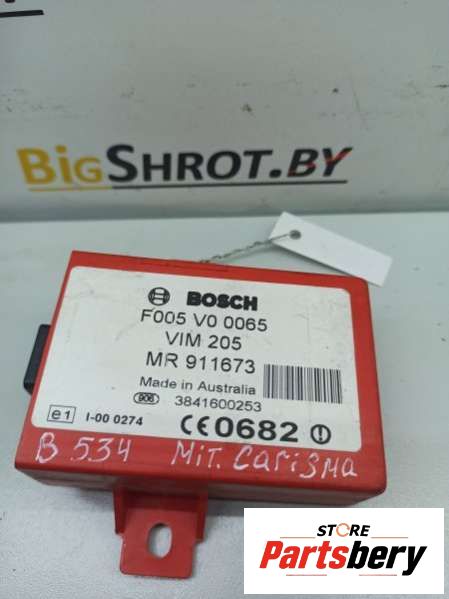 BIGSHROT.BY
BOSCH
F005 V0 0065
VIM 205
MR 911673
Made in Australia
906 3841600253
e1 I-00 0274
CE0682
B 534 MiT. CARiSMA
STORE
Partsbery